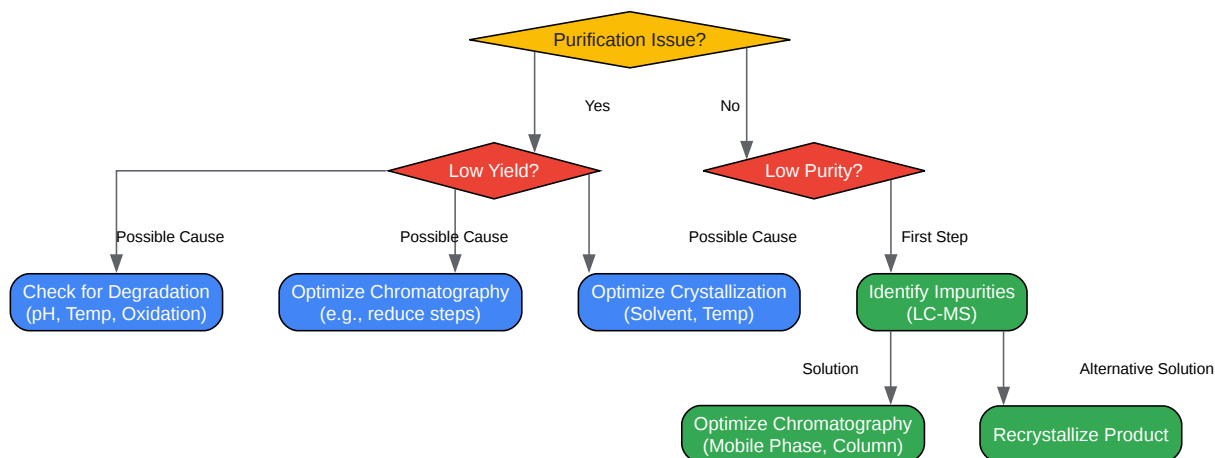 Purification Issue?
Yes
No
Low Yield?
Low Purity?
Possible Cause
Possible Cause
Possible Cause
First Step
Check for Degradation
(pH, Temp, Oxidation)
Optimize Chromatography
(e.g., reduce steps)
Optimize Crystallization
(Solvent, Temp)
Identify Impurities
(LC-MS)
Solution
Alternative Solution
Optimize Chromatography
(Mobile Phase, Column)
Recrystallize Product